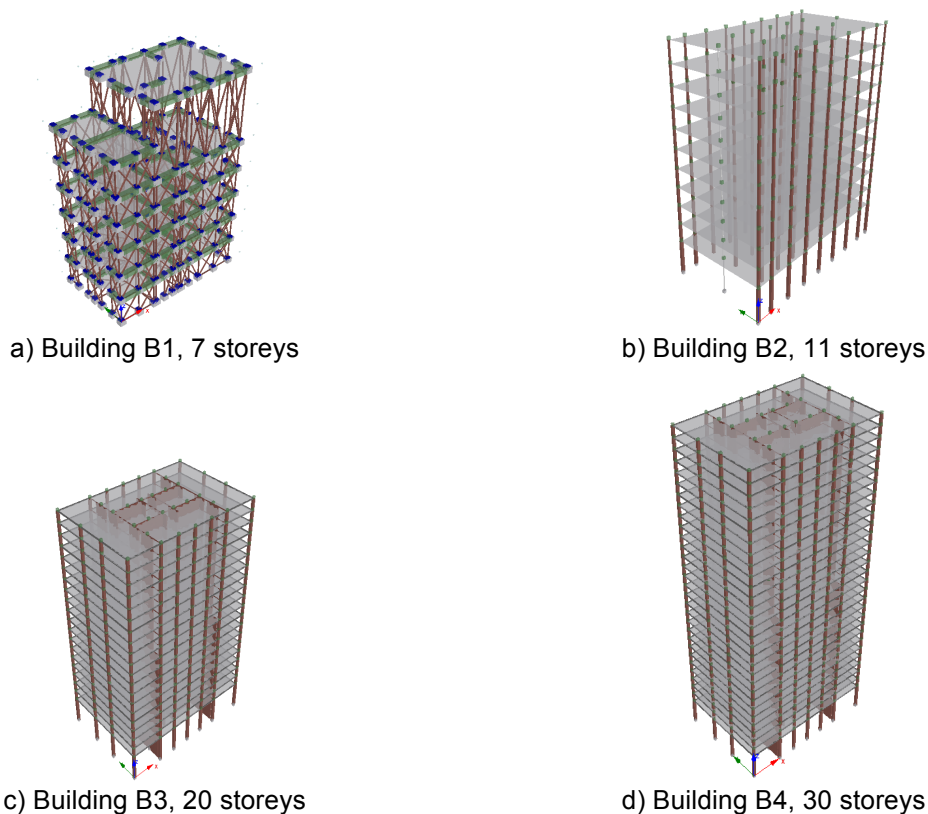 a) Building B1, 7 storeys
b) Building B2, 11 storeys
c) Building B3, 20 storeys
d) Building B4, 30 storeys